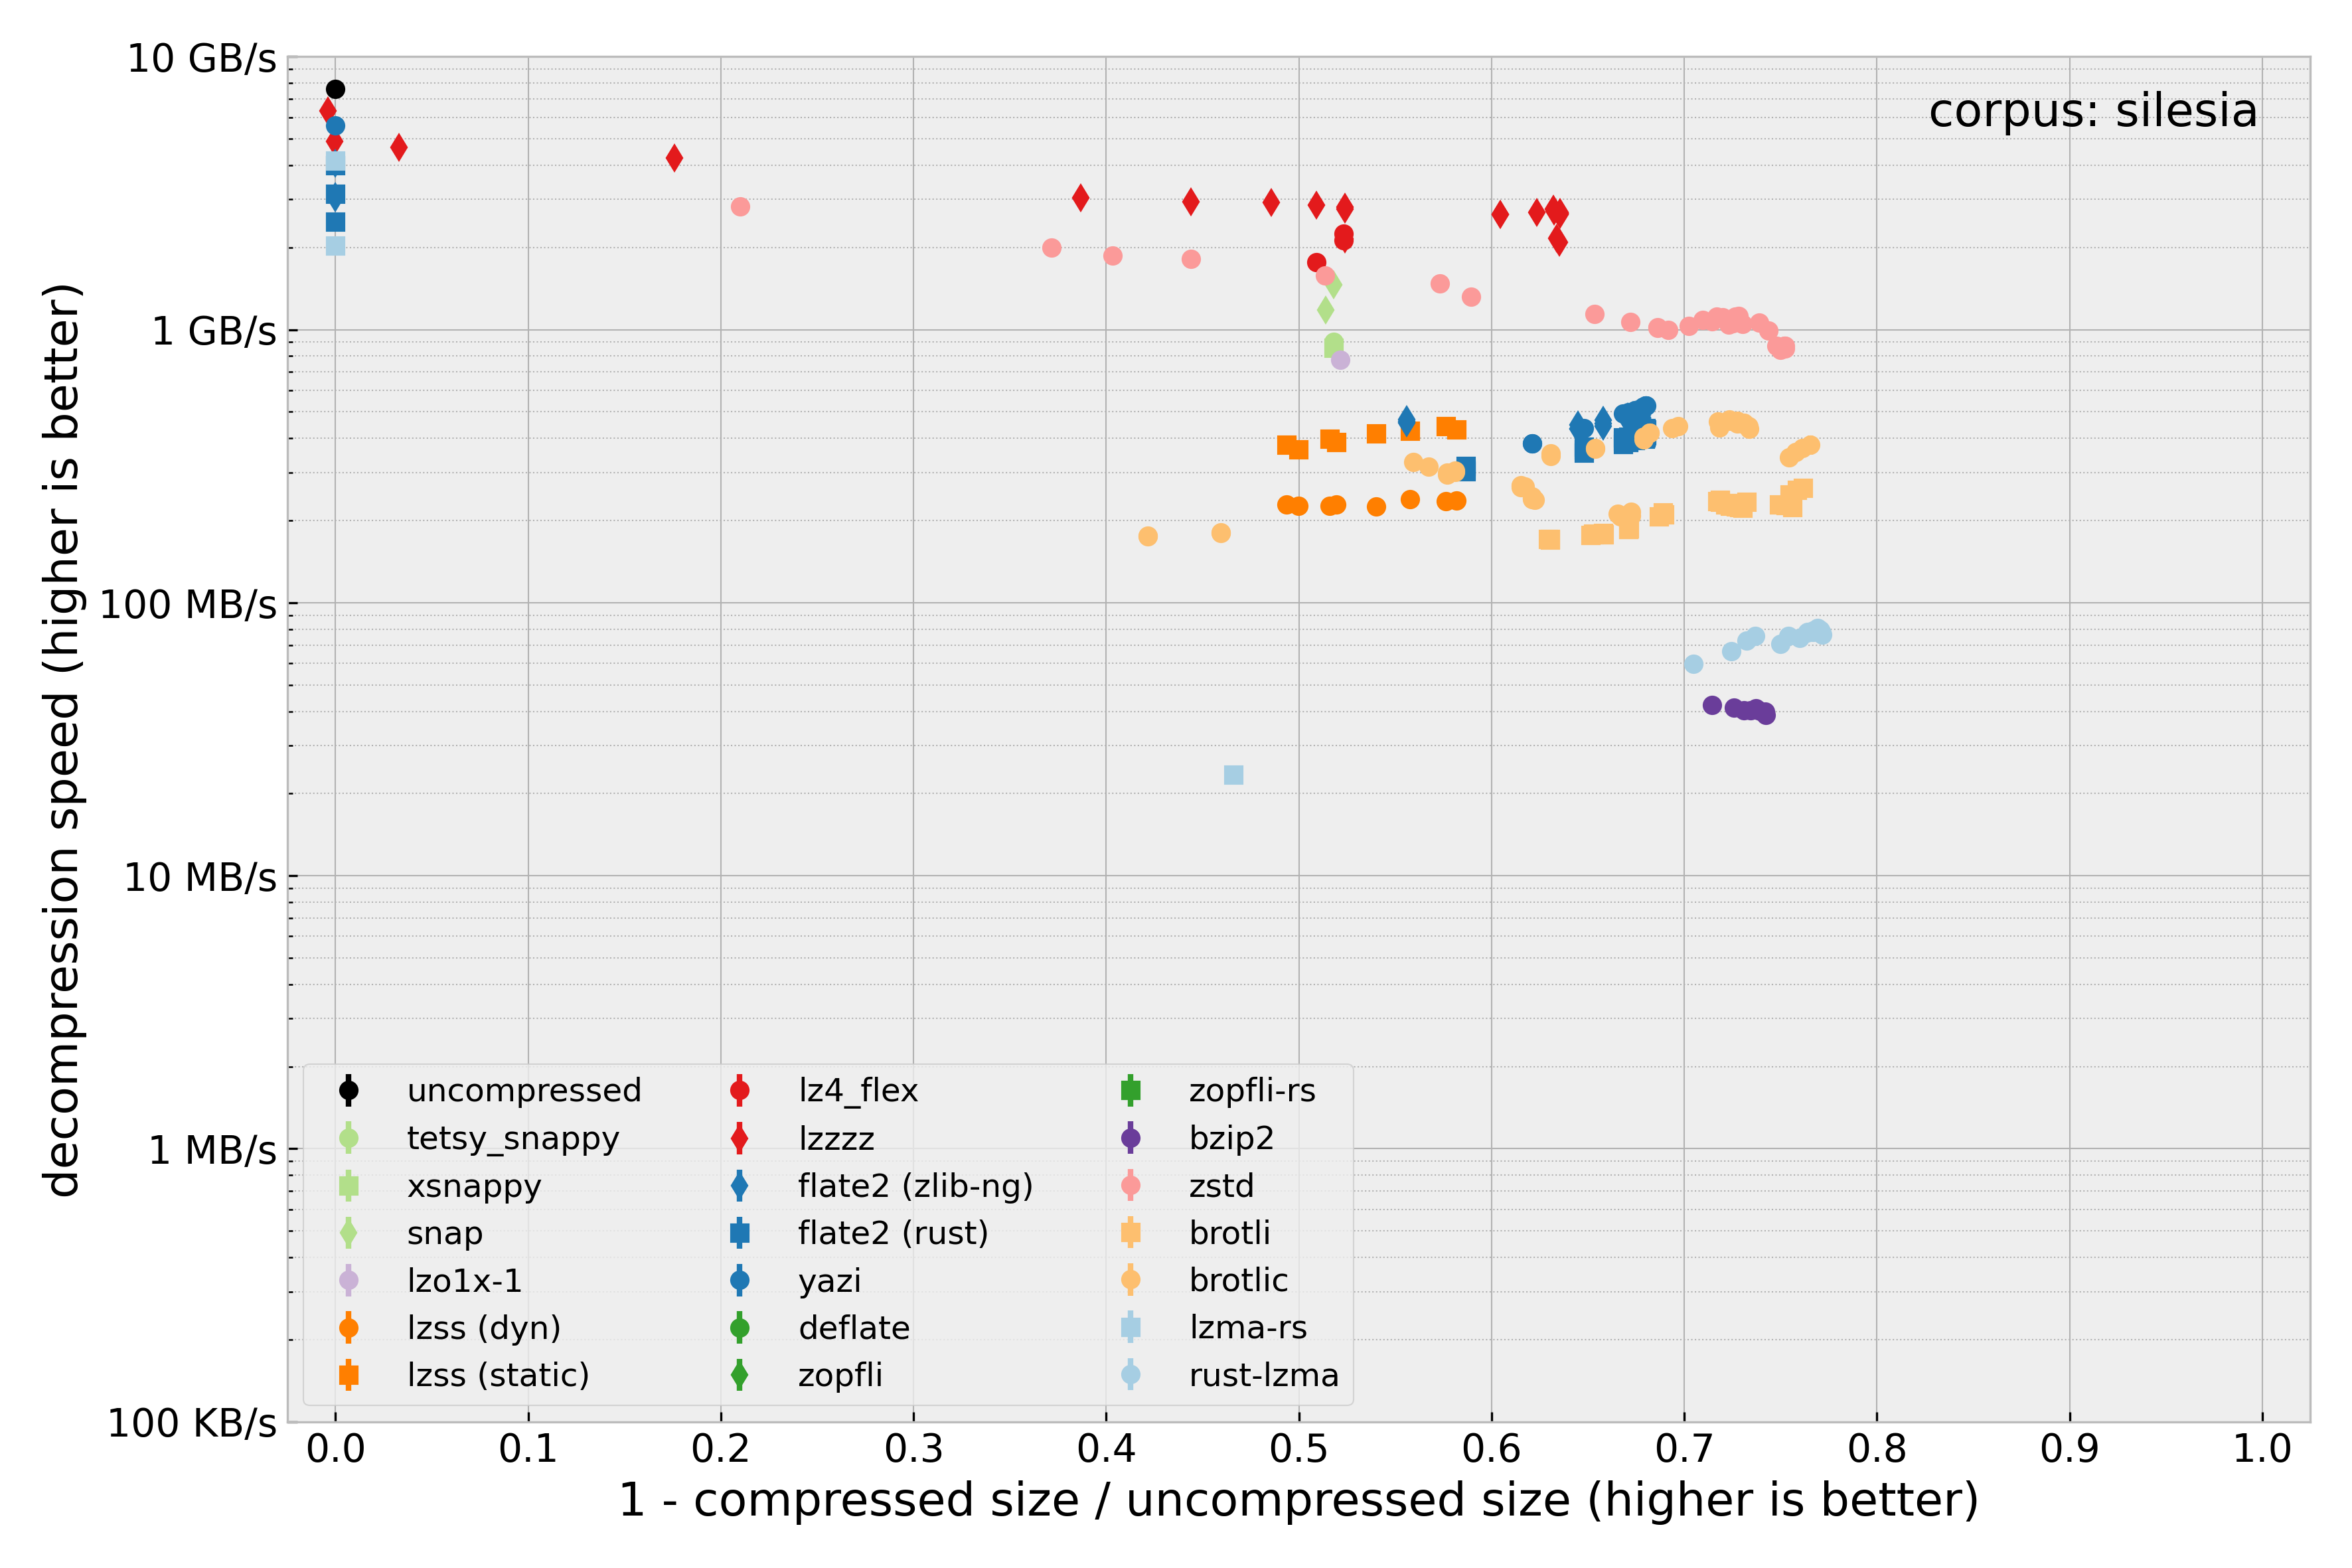 corpus: silesia
decompression speed (higher is better)
10 GB/s
1 GB/s
100 MB/s
10 MB/s
1 MB/s
100 KB/s
uncompressed
tetsy_snappy
xsnappy
snap
lzo1x-1
lzss (dyn)
lzss (static)
lz4_flex
lzzzz
flate2 (zlib-ng)
flate2 (rust)
yazi
deflate
zopfli
zopfli-rs
bzip2
zstd
brotli
brotlic
lzma-rs
rust-lzma
0.0 0.1 0.2 0.3 0.4 0.5 0.6 0.7 0.8 0.9 1.0
1 - compressed size / uncompressed size (higher is better)